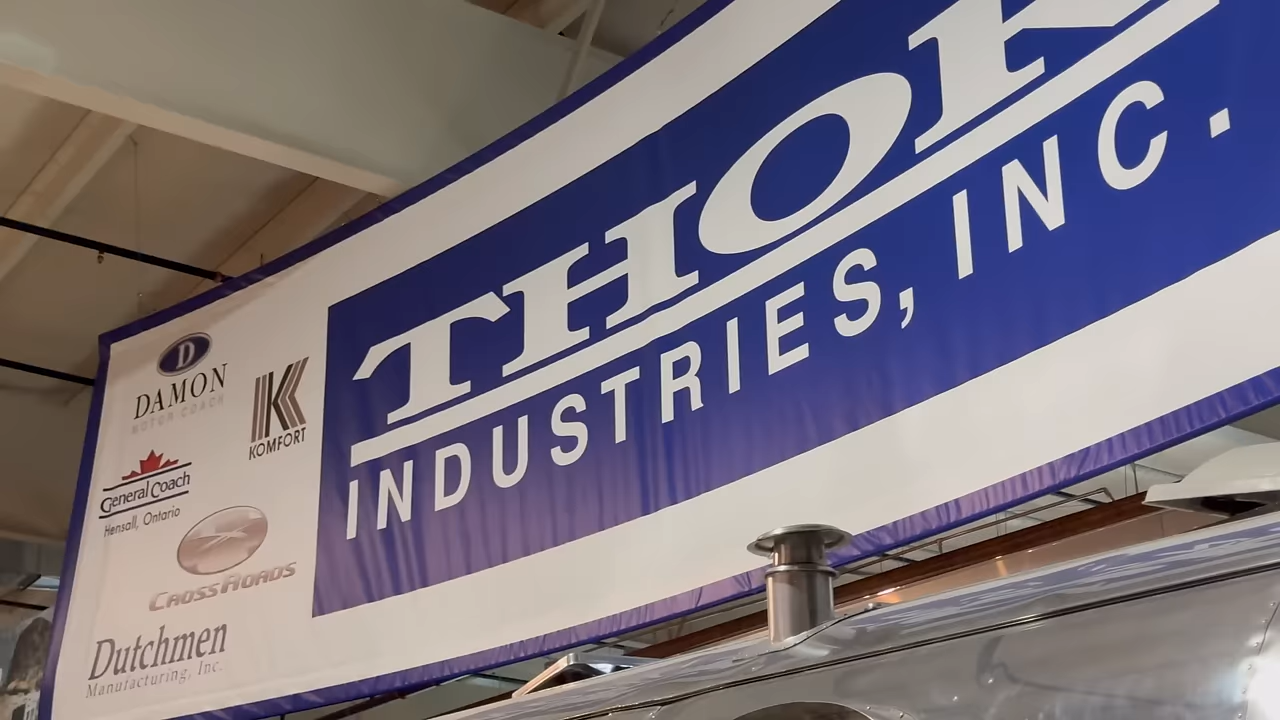 THOR
INDUSTRIES, INC.
D
DAMON
MOTOR COACH
K
KOMFORT
General Coach
Hensall, Ontario
CROSSROADS
Dutchmen
Manufacturing, Inc.